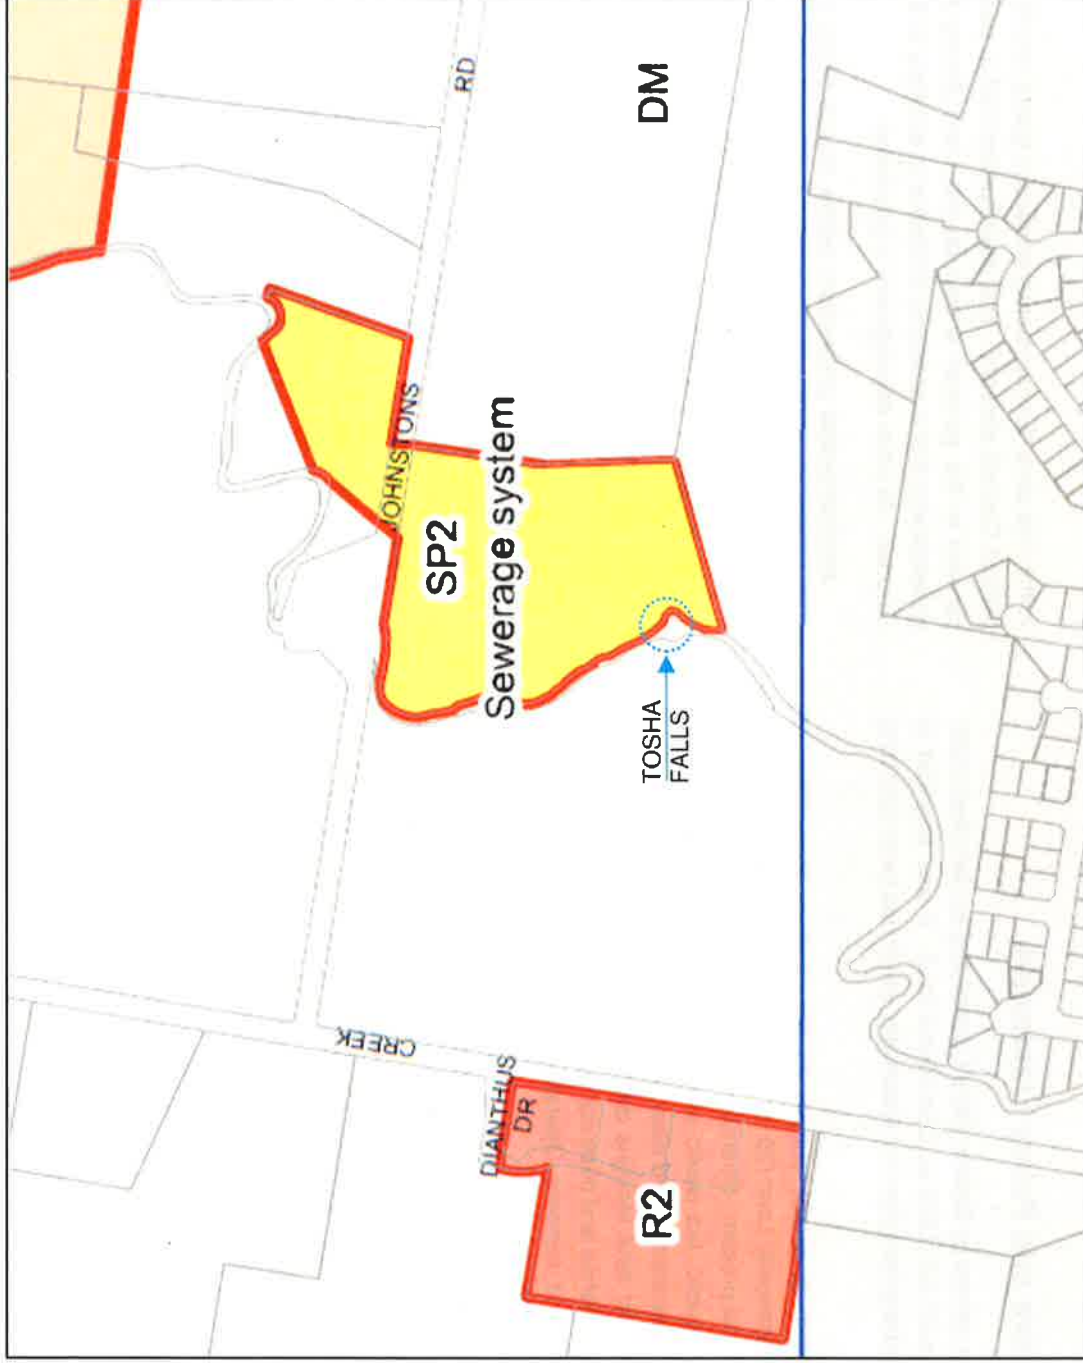 CREEK
JOHNSTONS
RD
SP2
Sewerage system
DIANTHUS
DR
R2
TOSHA
FALLS
DM